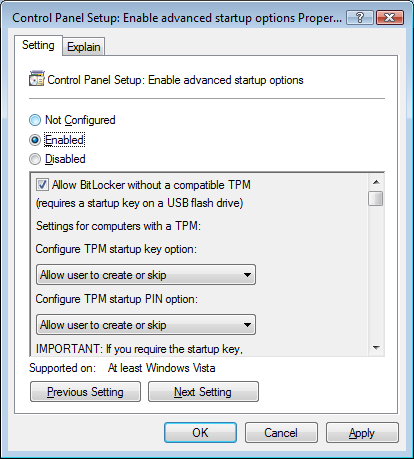 Control Panel Setup: Enable advanced startup options Proper...
Setting
Explain
Control Panel Setup: Enable advanced startup options
Not Configured
Enabled
Disabled
Allow BitLocker without a compatible TPM
(requires a startup key on a USB flash drive)
Settings for computers with a TPM:
Configure TPM startup key option:
Allow user to create or skip
Configure TPM startup PIN option:
Allow user to create or skip
IMPORTANT: If you require the startup key,
Supported on: At least Windows Vista
Previous Setting
Next Setting
OK
Cancel
Apply